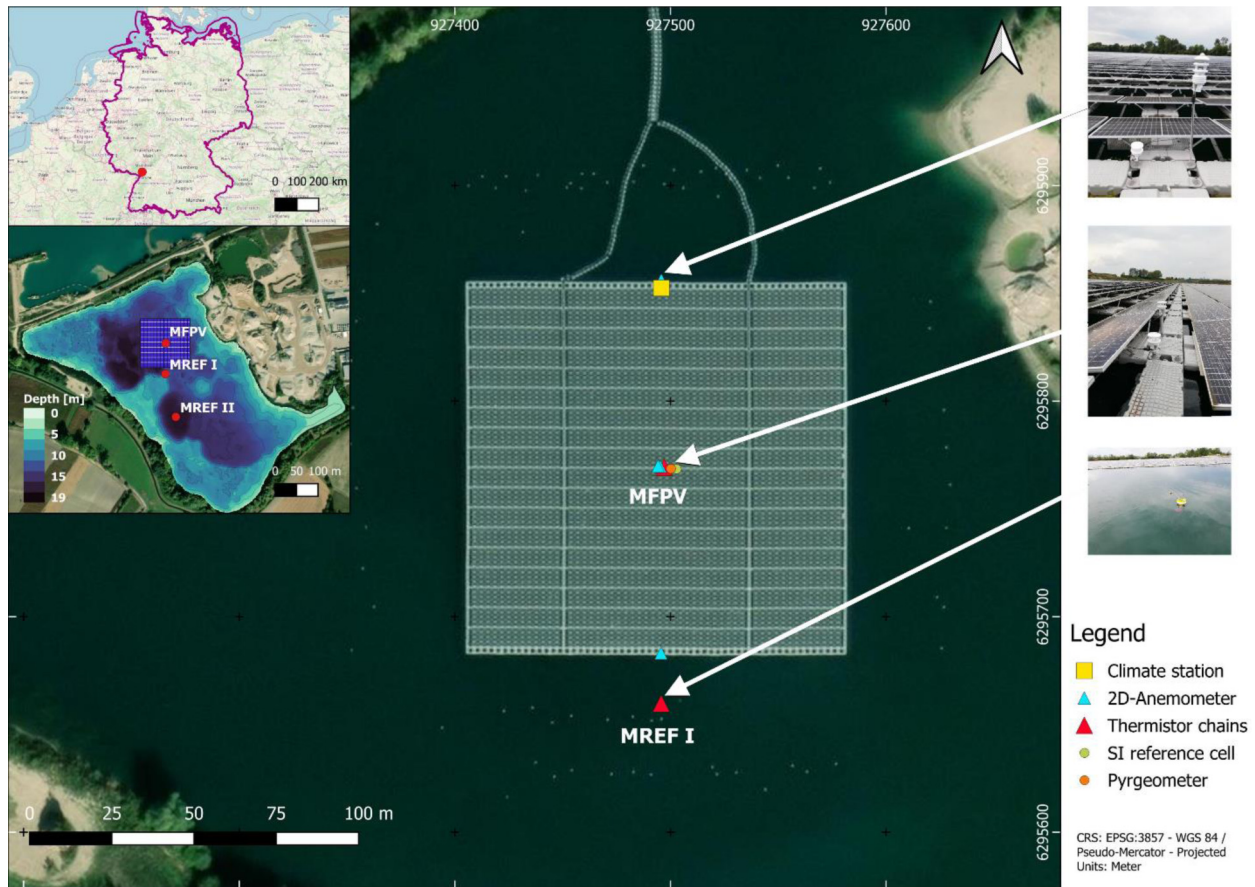 927400
927500
927600
0 100 200 km
6295900
6295800
6295700
6295600
MFPV
MREF I
MREF II
Depth [m]
0
5
10
15
19
0 50 100 m
MFPV
MREF I
0 25 50 75 100 m
Legend
Climate station
2D-Anemometer
Thermistor chains
SI reference cell
Pyrgeometer
CRS: EPSG:3857 - WGS 84 /
Pseudo-Mercator - Projected
Units: Meter